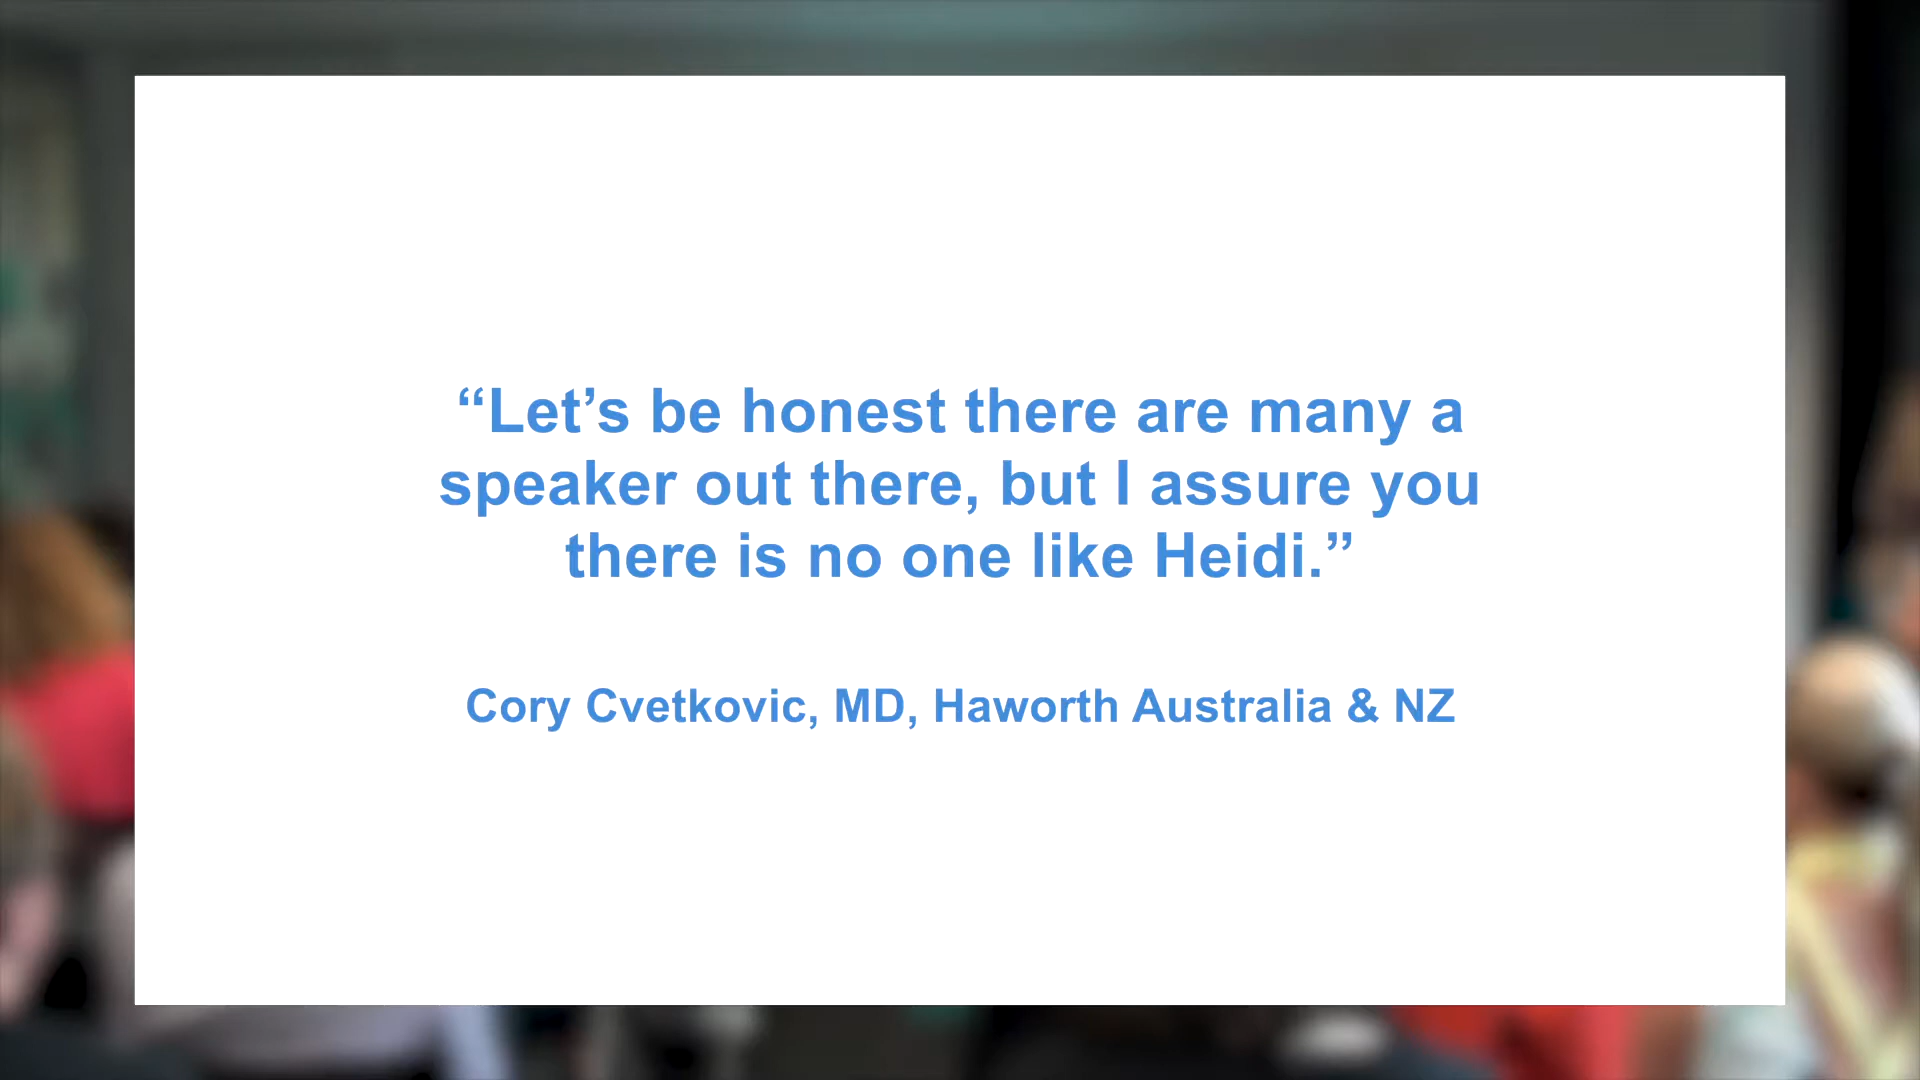 “Let’s be honest there are many a
speaker out there, but I assure you
there is no one like Heidi.”
Cory Cvetkovic, MD, Haworth Australia & NZ